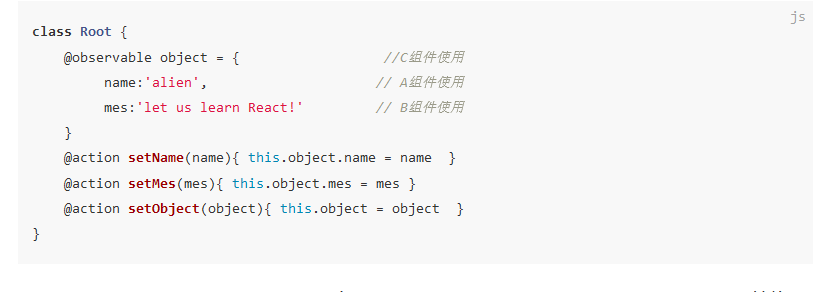 js
class Root {
    @observable object = {                  //C组件使用
         name:'alien',                     // A组件使用
         mes:'let us learn React!'         // B组件使用
    }
    @action setName(name){ this.object.name = name  }
    @action setMes(mes){ this.object.mes = mes }
    @action setObject(object){ this.object = object  }
}